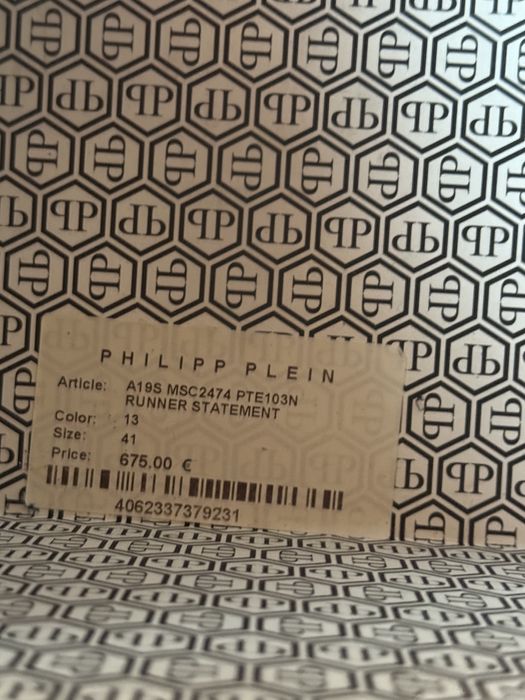 PHILIPP PLEIN
Article: A19S MSC2474 PTE103N
RUNNER STATEMENT
Color: 13
Size: 41
Price: 675.00 €
4062337379231